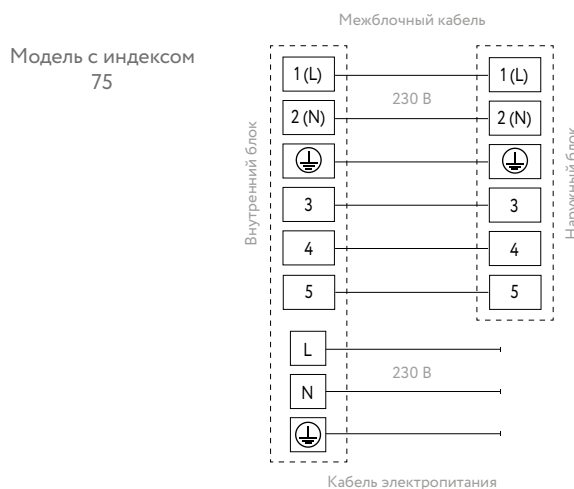 Межблочный кабель
Модель с индексом
75
Внутренний блок
Наружный блок
1 (L)
1 (L)
230 В
2 (N)
2 (N)
3
3
4
4
5
5
L
230 В
N
Кабель электропитания